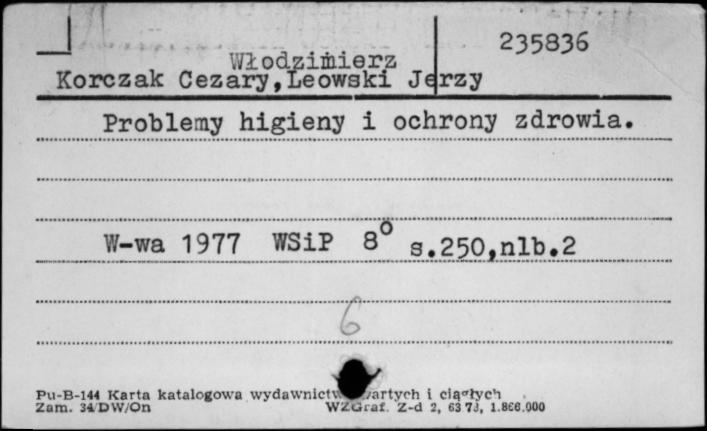 235836
Włodzimierz
Korczak Cezary,Leowski Jerzy
Problemy higieny i ochrony zdrowia.
W-wa 1977 WSiP 8° s.250,nlb.2
6
Pu-B-144 Karta katalogowa wydawnictw zwartych i ciągłych
Zam. 34/DW/On WZGraf. Z-d 2, 63 73, 1.866.000